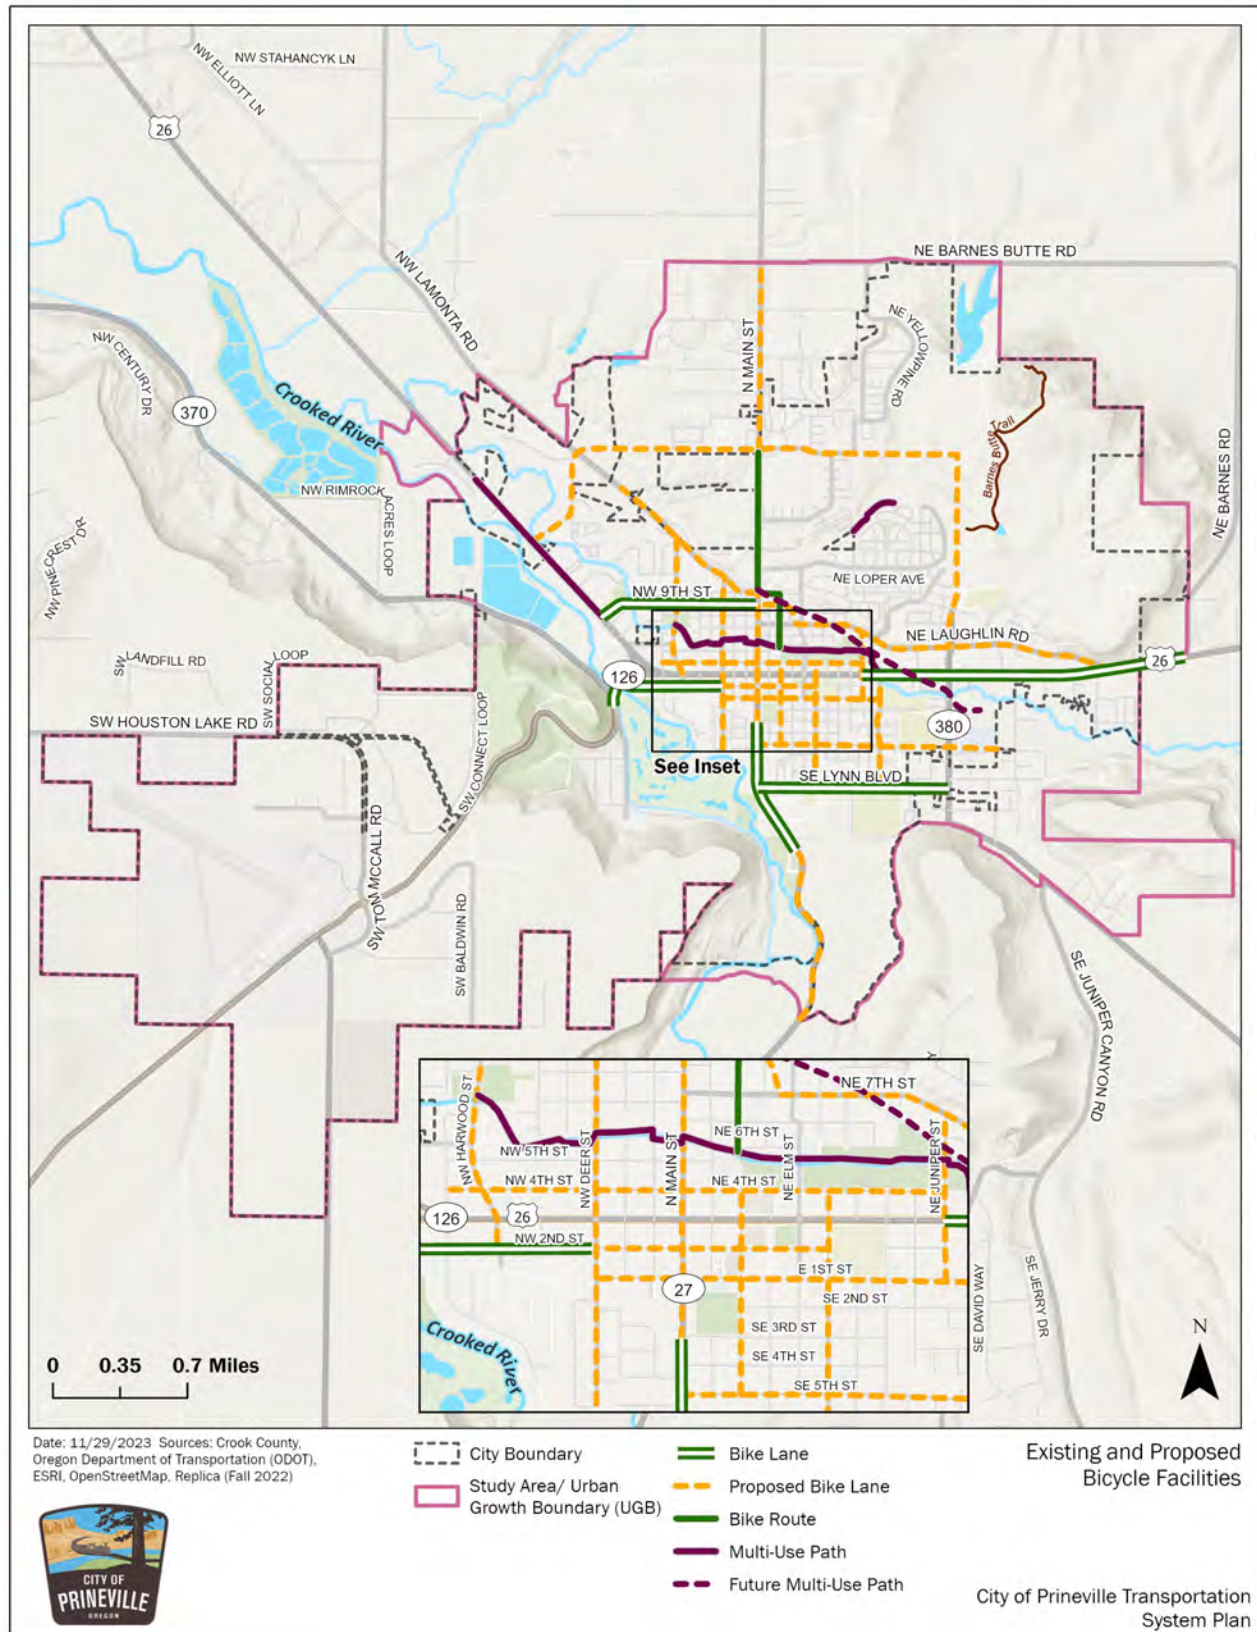 NW STAHANCYK LN
NW ELLIOTT LN
26
NW LAMONTA RD
NE BARNES BUTTE RD
N MAIN ST
NE YELLOWPINE RD
NW CENTURY DR
370
Crooked River
Barnes Butte Trail
NE BARNES RD
NW RIMROCK
ACRES LOOP
NW PINECREST DR
NE LOPER AVE
NW 9TH ST
NE LAUGHLIN RD
26
SW LANDFILL RD
SW SOCIAL LOOP
126
SW HOUSTON LAKE RD
SW CONNECT LOOP
380
See Inset
SE LYNN BLVD
SW TOM MCCALL RD
SW BALDWIN RD
SE JUNIPER CANYON RD
NE 7TH ST
NW HARWOOD ST
NE 6TH ST
NW 5TH ST
NW DEER ST
N MAIN ST
NE ELM ST
NE JUNIPER ST
NW 4TH ST
NE 4TH ST
126
26
NW 2ND ST
E 1ST ST
27
SE 2ND ST
SE DAVID WAY
SE JERRY DR
SE 3RD ST
Crooked River
SE 4TH ST
SE 5TH ST
N
0 0.35 0.7 Miles
Date: 11/29/2023 Sources: Crook County,
Oregon Department of Transportation (ODOT),
ESRI, OpenStreetMap, Replica (Fall 2022)
City Boundary
Study Area/ Urban
Growth Boundary (UGB)
Bike Lane
Proposed Bike Lane
Bike Route
Multi-Use Path
Future Multi-Use Path
Existing and Proposed
Bicycle Facilities
CITY OF
PRINEVILLE
OREGON
City of Prineville Transportation
System Plan